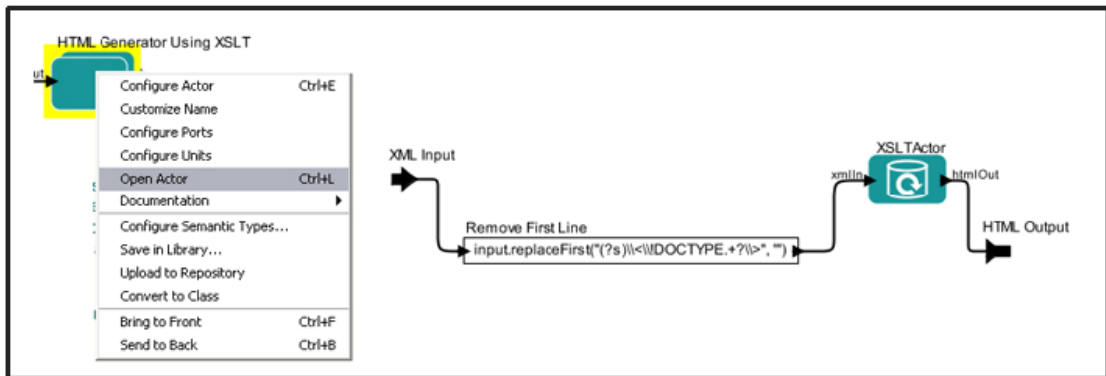 HTML Generator Using XSLT
ut
Configure Actor Ctrl+E
Customize Name
Configure Ports
Configure Units
Open Actor Ctrl+L
Documentation
Configure Semantic Types...
Save in Library...
Upload to Repository
Convert to Class
Bring to Front Ctrl+F
Send to Back Ctrl+B
XML Input
Remove First Line
input.replaceFirst("(?s)\\<\\!DOCTYPE.+?\\>", "")
XSLTActor
xmlIn
htmlOut
HTML Output